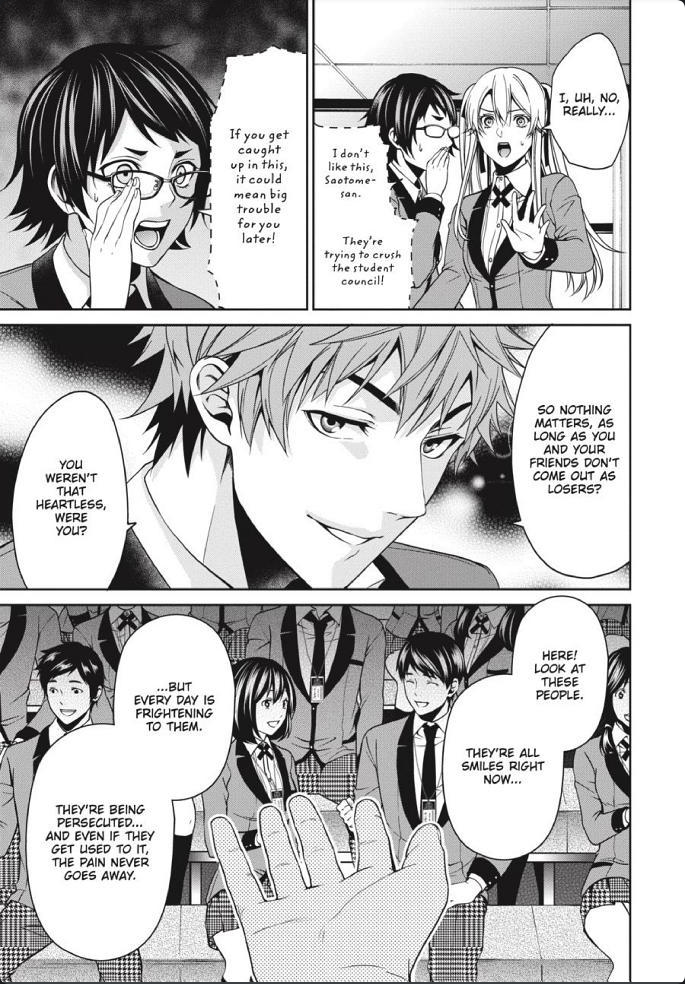 I, UH, NO,
REALLY...
I don't
like this,
Saotome-
san.
They're
trying to crush
the student
council!
If you get
caught
up in this,
it could
mean big
trouble
for you
later!
SO NOTHING
MATTERS, AS
LONG AS YOU
AND YOUR
FRIENDS DON'T
COME OUT AS
LOSERS?
YOU
WEREN'T
THAT
HEARTLESS,
WERE
YOU?
HERE!
LOOK AT
THESE
PEOPLE.
THEY'RE ALL
SMILES RIGHT
NOW...
...BUT
EVERY DAY IS
FRIGHTENING
TO THEM.
THEY'RE BEING
PERSECUTED...
AND EVEN IF THEY
GET USED TO IT,
THE PAIN NEVER
GOES AWAY.